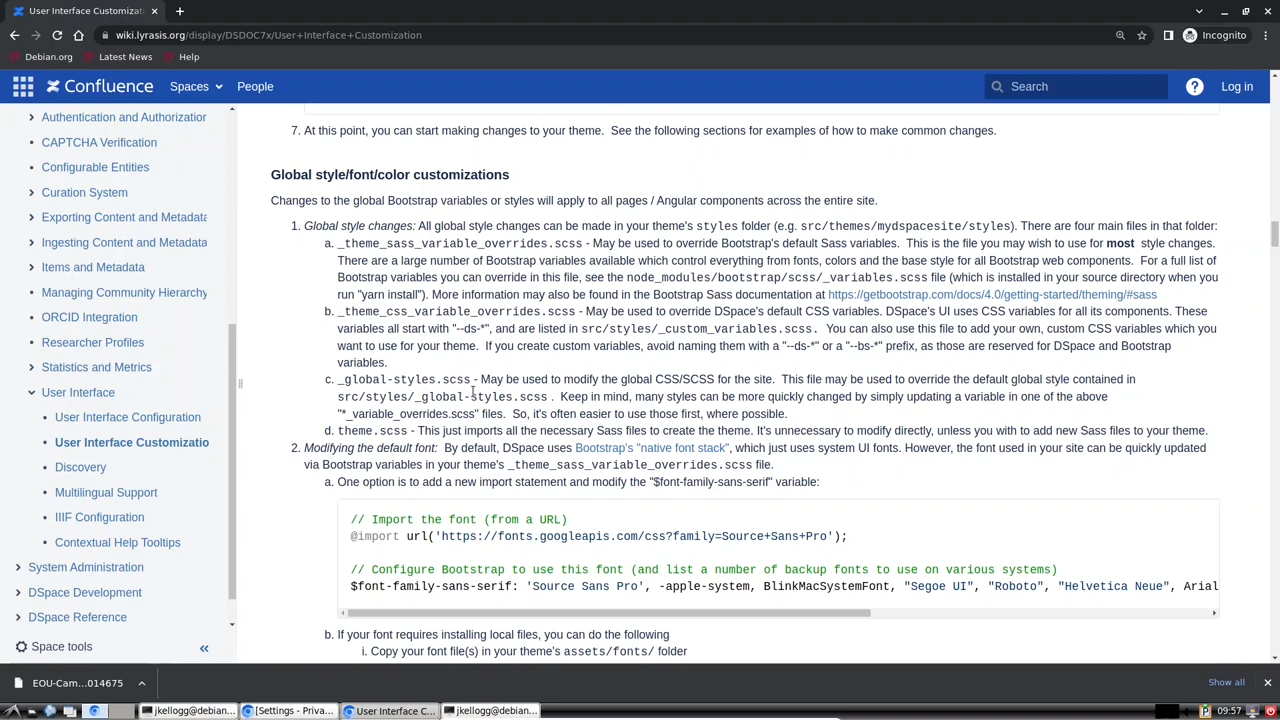 User Interface Customizati
wiki.lyrasis.org/display/DSDOC7x/User+Interface+Customization
Incognito
Debian.org
Latest News
Help
Confluence
Spaces
People
Search
?
Log in
Authentication and Authorization
CAPTCHA Verification
Configurable Entities
Curation System
Exporting Content and Metadata
Ingesting Content and Metadata
Items and Metadata
Managing Community Hierarchy
ORCID Integration
Researcher Profiles
Statistics and Metrics
User Interface
User Interface Configuration
User Interface Customizatio
Discovery
Multilingual Support
IIIF Configuration
Contextual Help Tooltips
System Administration
DSpace Development
DSpace Reference
Space tools
7. At this point, you can start making changes to your theme. See the following sections for examples of how to make common changes.
Global style/font/color customizations
Changes to the global Bootstrap variables or styles will apply to all pages / Angular components across the entire site.
1. Global style changes: All global style changes can be made in your theme's styles folder (e.g. src/themes/mydspacesite/styles). There are four main files in that folder:
a. _theme_sass_variable_overrides.scss - May be used to override Bootstrap's default Sass variables. This is the file you may wish to use for most style changes.
There are a large number of Bootstrap variables available which control everything from fonts, colors and the base style for all Bootstrap web components. For a full list of
Bootstrap variables you can override in this file, see the node_modules/bootstrap/scss/_variables.scss file (which is installed in your source directory when you
run "yarn install"). More information may also be found in the Bootstrap Sass documentation at https://getbootstrap.com/docs/4.0/getting-started/theming/#sass
b. _theme_css_variable_overrides.scss - May be used to override DSpace's default CSS variables. DSpace's UI uses CSS variables for all its components. These
variables all start with "--ds-*", and are listed in src/styles/_custom_variables.scss. You can also use this file to add your own, custom CSS variables which you
want to use for your theme. If you create custom variables, avoid naming them with a "--ds-*" or a "--bs-*" prefix, as those are reserved for DSpace and Bootstrap
variables.
c. _global-styles.scss - May be used to modify the global CSS/SCSS for the site. This file may be used to override the default global style contained in
src/styles/_global-styles.scss . Keep in mind, many styles can be more quickly changed by simply updating a variable in one of the above
"*_variable_overrides.scss" files. So, it's often easier to use those first, where possible.
d. theme.scss - This just imports all the necessary Sass files to create the theme. It's unnecessary to modify directly, unless you with to add new Sass files to your theme.
2. Modifying the default font: By default, DSpace uses Bootstrap's "native font stack", which just uses system UI fonts. However, the font used in your site can be quickly updated
via Bootstrap variables in your theme's _theme_sass_variable_overrides.scss file.
a. One option is to add a new import statement and modify the "$font-family-sans-serif" variable:
// Import the font (from a URL)
@import url('https://fonts.googleapis.com/css?family=Source+Sans+Pro');
// Configure Bootstrap to use this font (and list a number of backup fonts to use on various systems)
$font-family-sans-serif: 'Source Sans Pro', -apple-system, BlinkMacSystemFont, "Segoe UI", "Roboto", "Helvetica Neue", Arial
b. If your font requires installing local files, you can do the following
i. Copy your font file(s) in your theme's assets/fonts/ folder
EOU-Cam...014675
Show all
jkellogg@debian...
[Settings - Priva...
User Interface C...
jkellogg@debian...
09:57